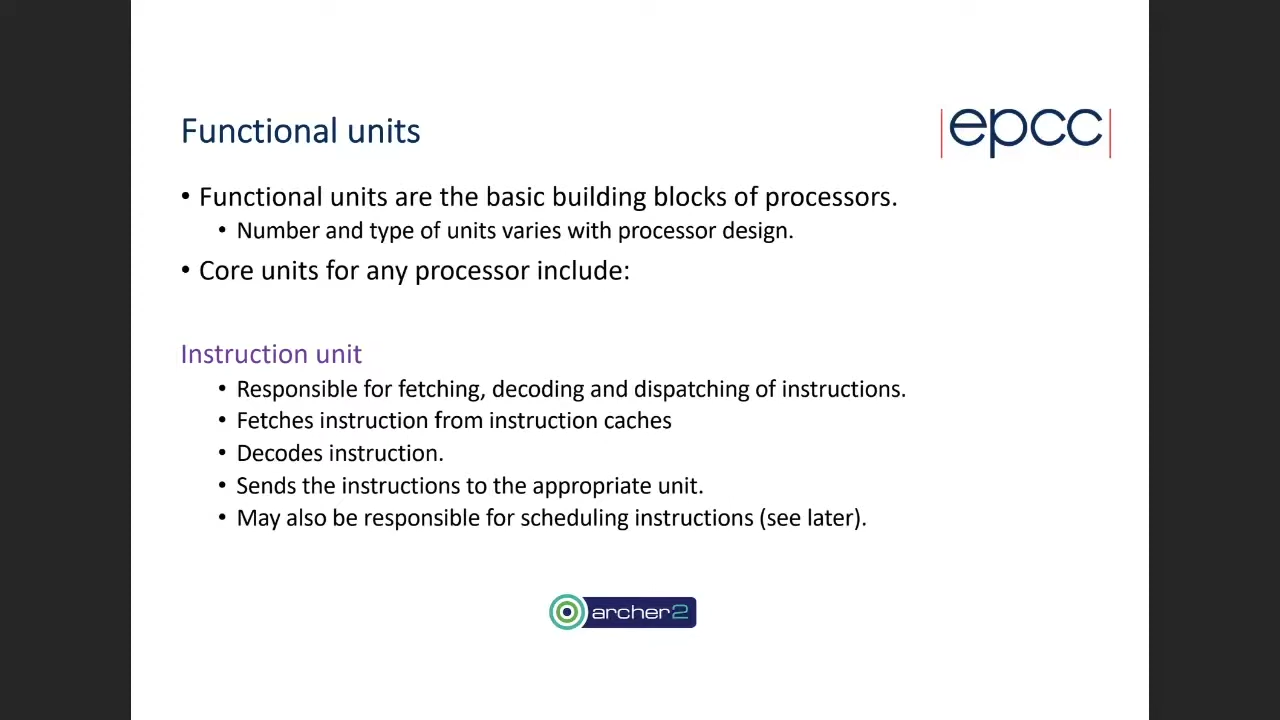 Functional units
|epcc|
• Functional units are the basic building blocks of processors.
• Number and type of units varies with processor design.
• Core units for any processor include:
Instruction unit
• Responsible for fetching, decoding and dispatching of instructions.
• Fetches instruction from instruction caches
• Decodes instruction.
• Sends the instructions to the appropriate unit.
• May also be responsible for scheduling instructions (see later).
archer2